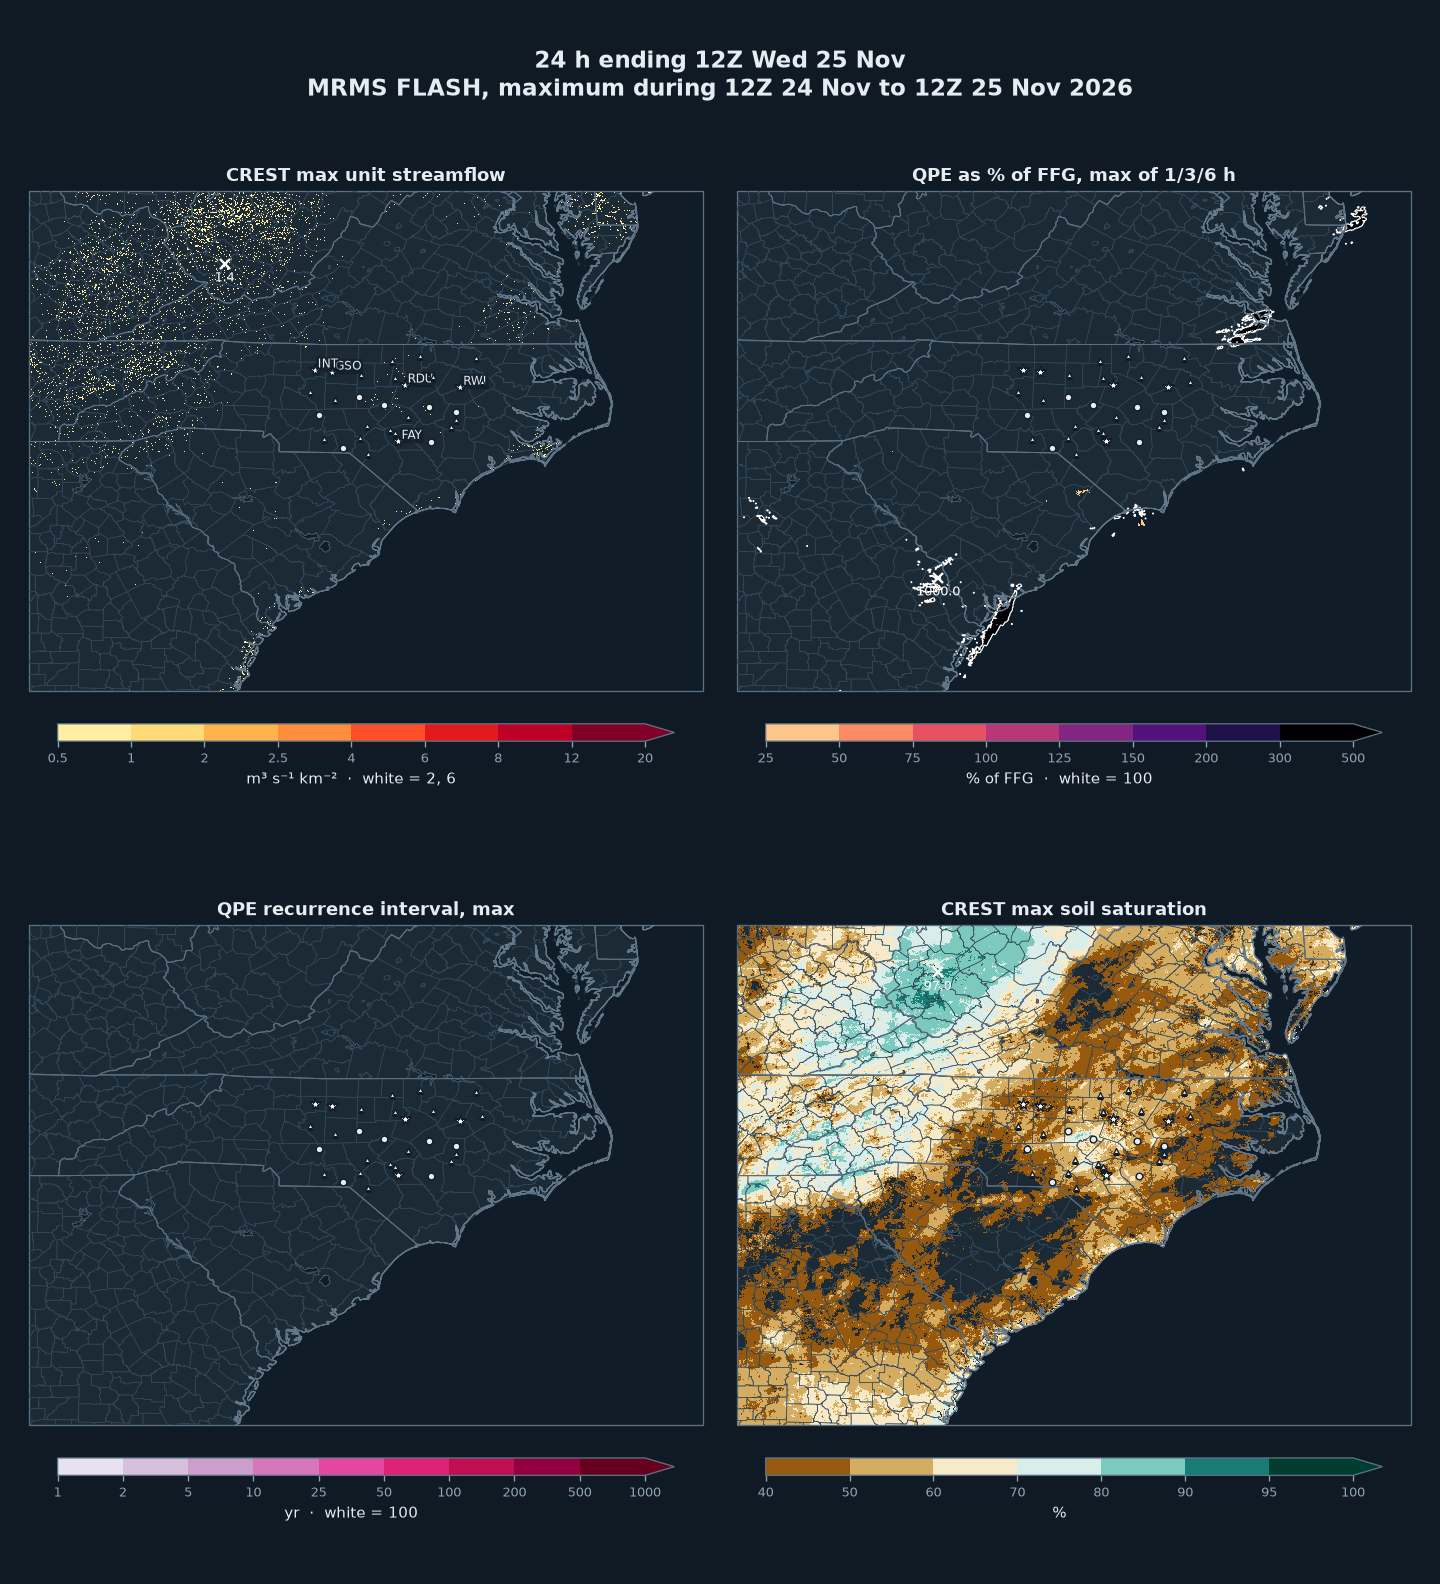 24 h ending 12Z Wed 25 Nov
MRMS FLASH, maximum during 12Z 24 Nov to 12Z 25 Nov 2026
CREST max unit streamflow
1.4
INT GSO
RDU
RWI
FAY
0.5 1 2 2.5 4 6 8 12 20
m³ s⁻¹ km⁻² · white = 2, 6
QPE as % of FFG, max of 1/3/6 h
1000.0
25 50 75 100 125 150 200 300 500
% of FFG · white = 100
QPE recurrence interval, max
1 2 5 10 25 50 100 200 500 1000
yr · white = 100
CREST max soil saturation
97.0
40 50 60 70 80 90 95 100
%